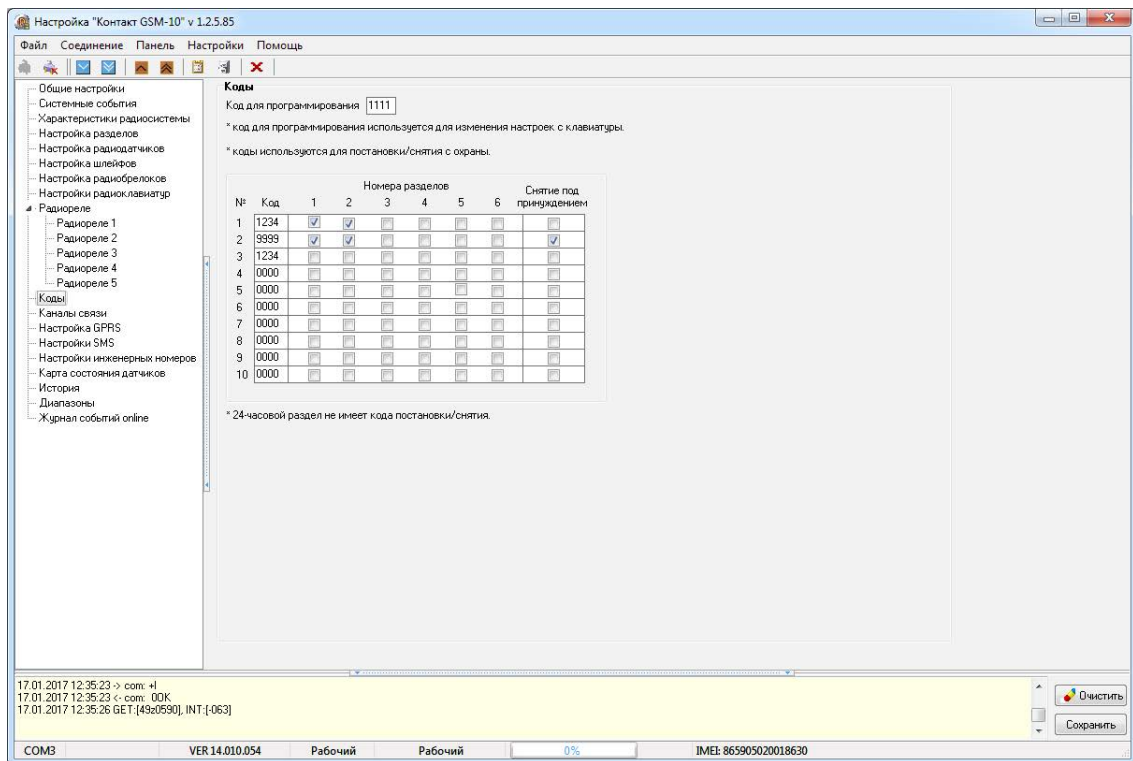 Настройка "Контакт GSM-10" v 1.2.5.85
Файл Соединение Панель Настройки Помощь
Общие настройки
Системные события
Характеристики радиосистемы
Настройка разделов
Настройка радиодатчиков
Настройка шлейфов
Настройка радиобрелоков
Настройки радиоклавиатур
Радиореле
Радиореле 1
Радиореле 2
Радиореле 3
Радиореле 4
Радиореле 5
Коды
Каналы связи
Настройка GPRS
Настройки SMS
Настройки инженерных номеров
Карта состояния датчиков
История
Диапазоны
Журнал событий online
Коды
Код для программирования 1111
* код для программирования используется для изменения настроек с клавиатуры.
* коды используются для постановки/снятия с охраны.
Номера разделов
Снятие под принуждением
№ Код 1 2 3 4 5 6
1 1234
2 9999
3 1234
4 0000
5 0000
6 0000
7 0000
8 0000
9 0000
10 0000
* 24-часовой раздел не имеет кода постановки/снятия.
17.01.2017 12:35:23 -> com: +I
17.01.2017 12:35:23 <- com: 0OK
17.01.2017 12:35:26 GET:[49z0590], INT:[-063]
Очистить
Сохранить
COM3 VER 14.010.054 Рабочий Рабочий 0% IMEI: 865905020018630